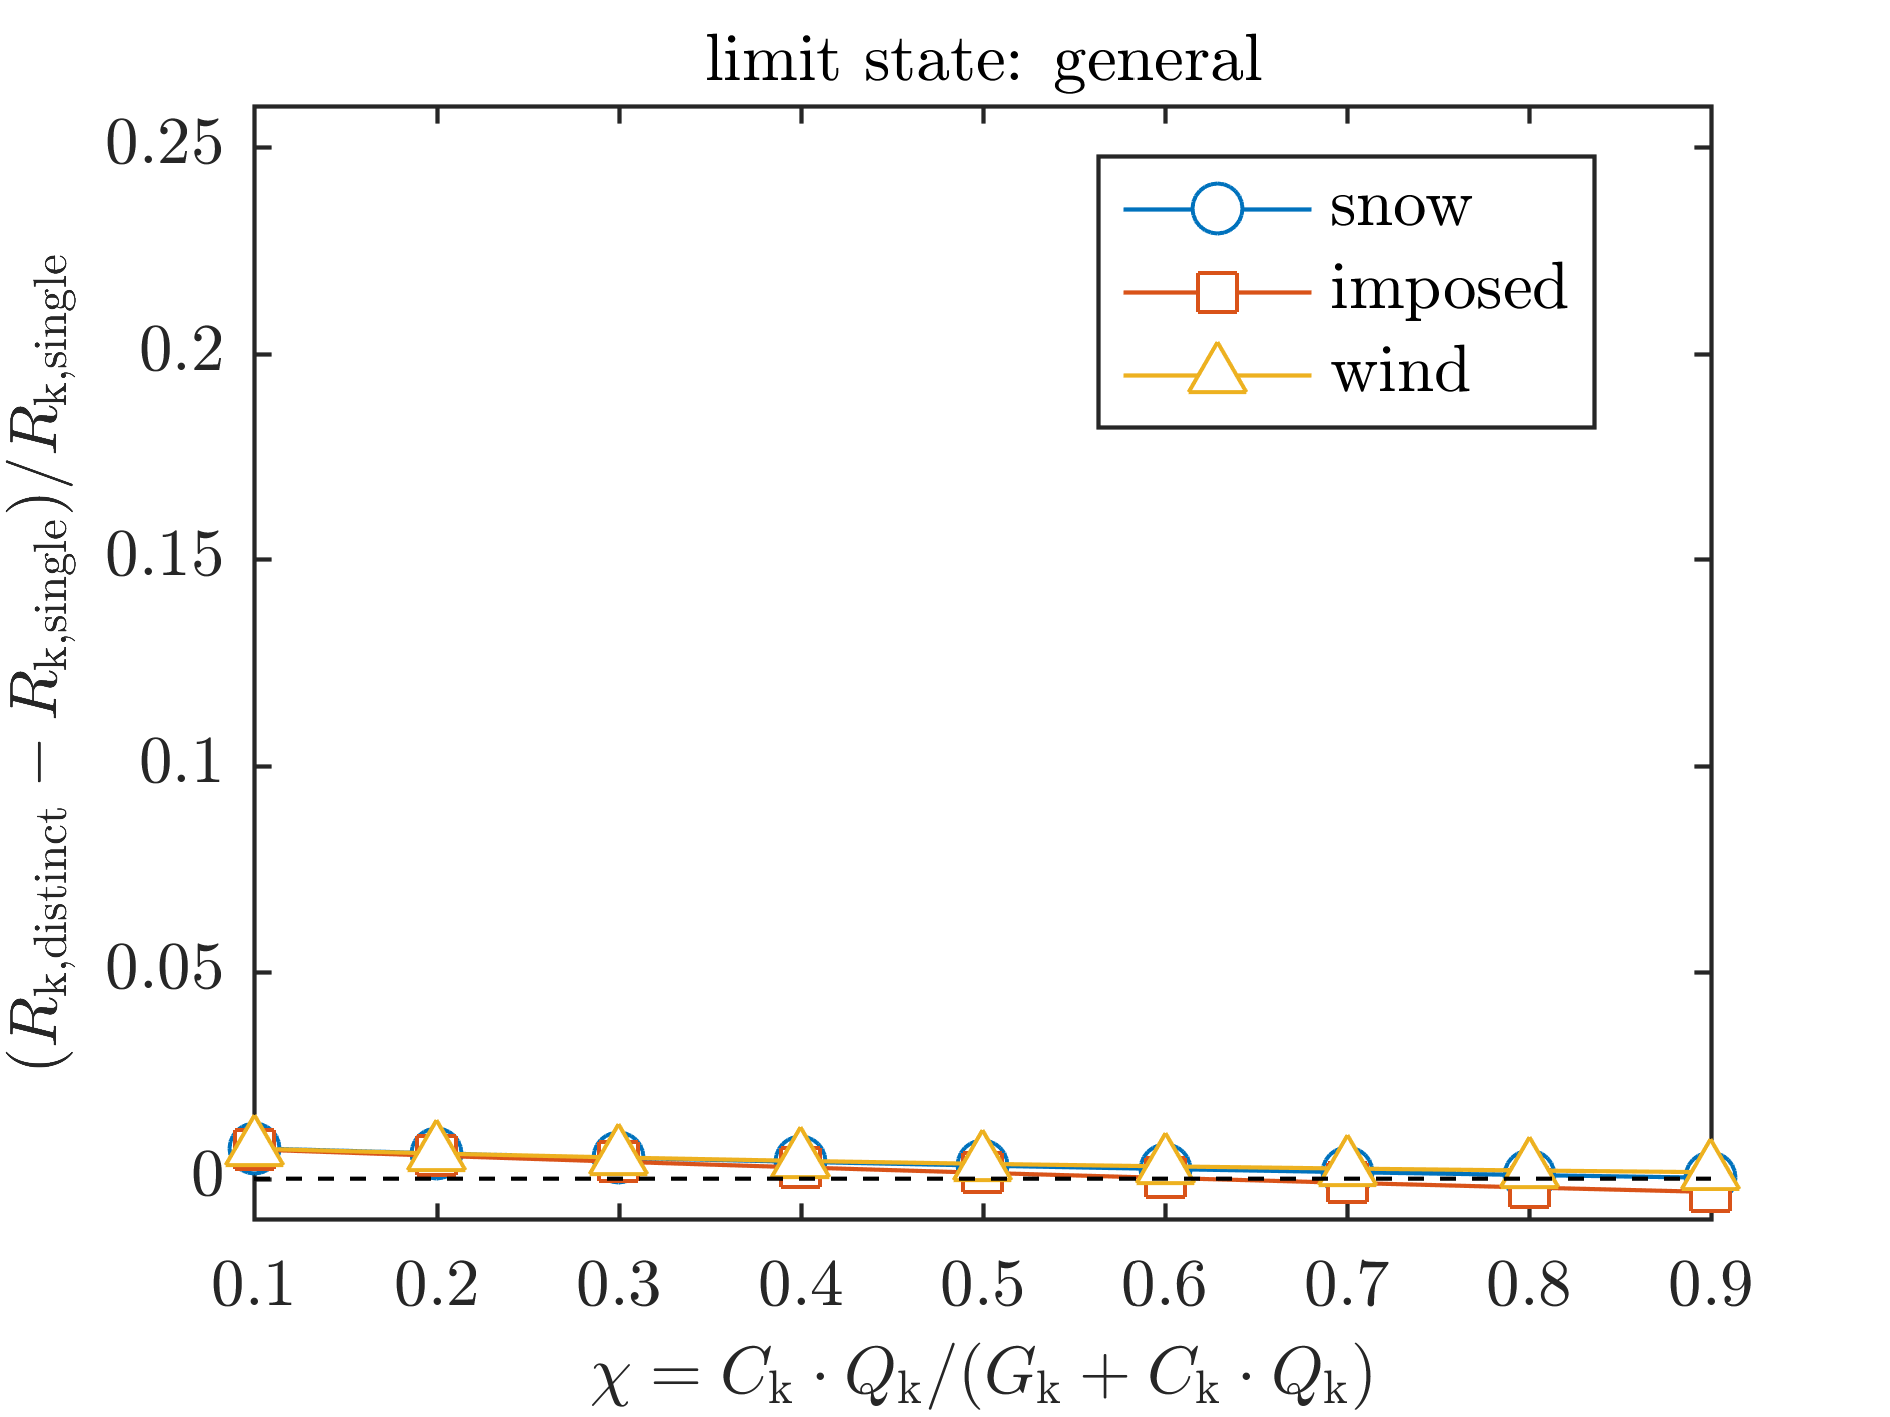 limit state: general
0.25
0.2
0.15
0.1
0.05
0
(R_k,distinct − R_k,single)/R_k,single
snow
imposed
wind
0.1 0.2 0.3 0.4 0.5 0.6 0.7 0.8 0.9
χ = C_k · Q_k/(G_k + C_k · Q_k)